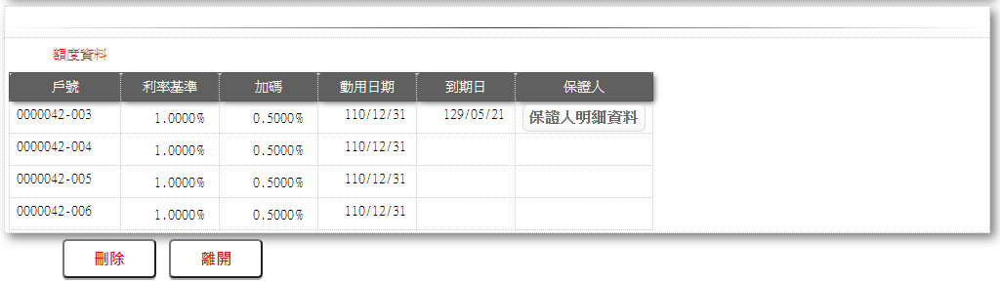 額度資料
戶號 利率基準 加碼 動用日期 到期日 保證人
0000042-003 1.0000% 0.5000% 110/12/31 129/05/21 保證人明細資料
0000042-004 1.0000% 0.5000% 110/12/31
0000042-005 1.0000% 0.5000% 110/12/31
0000042-006 1.0000% 0.5000% 110/12/31
刪除 離開